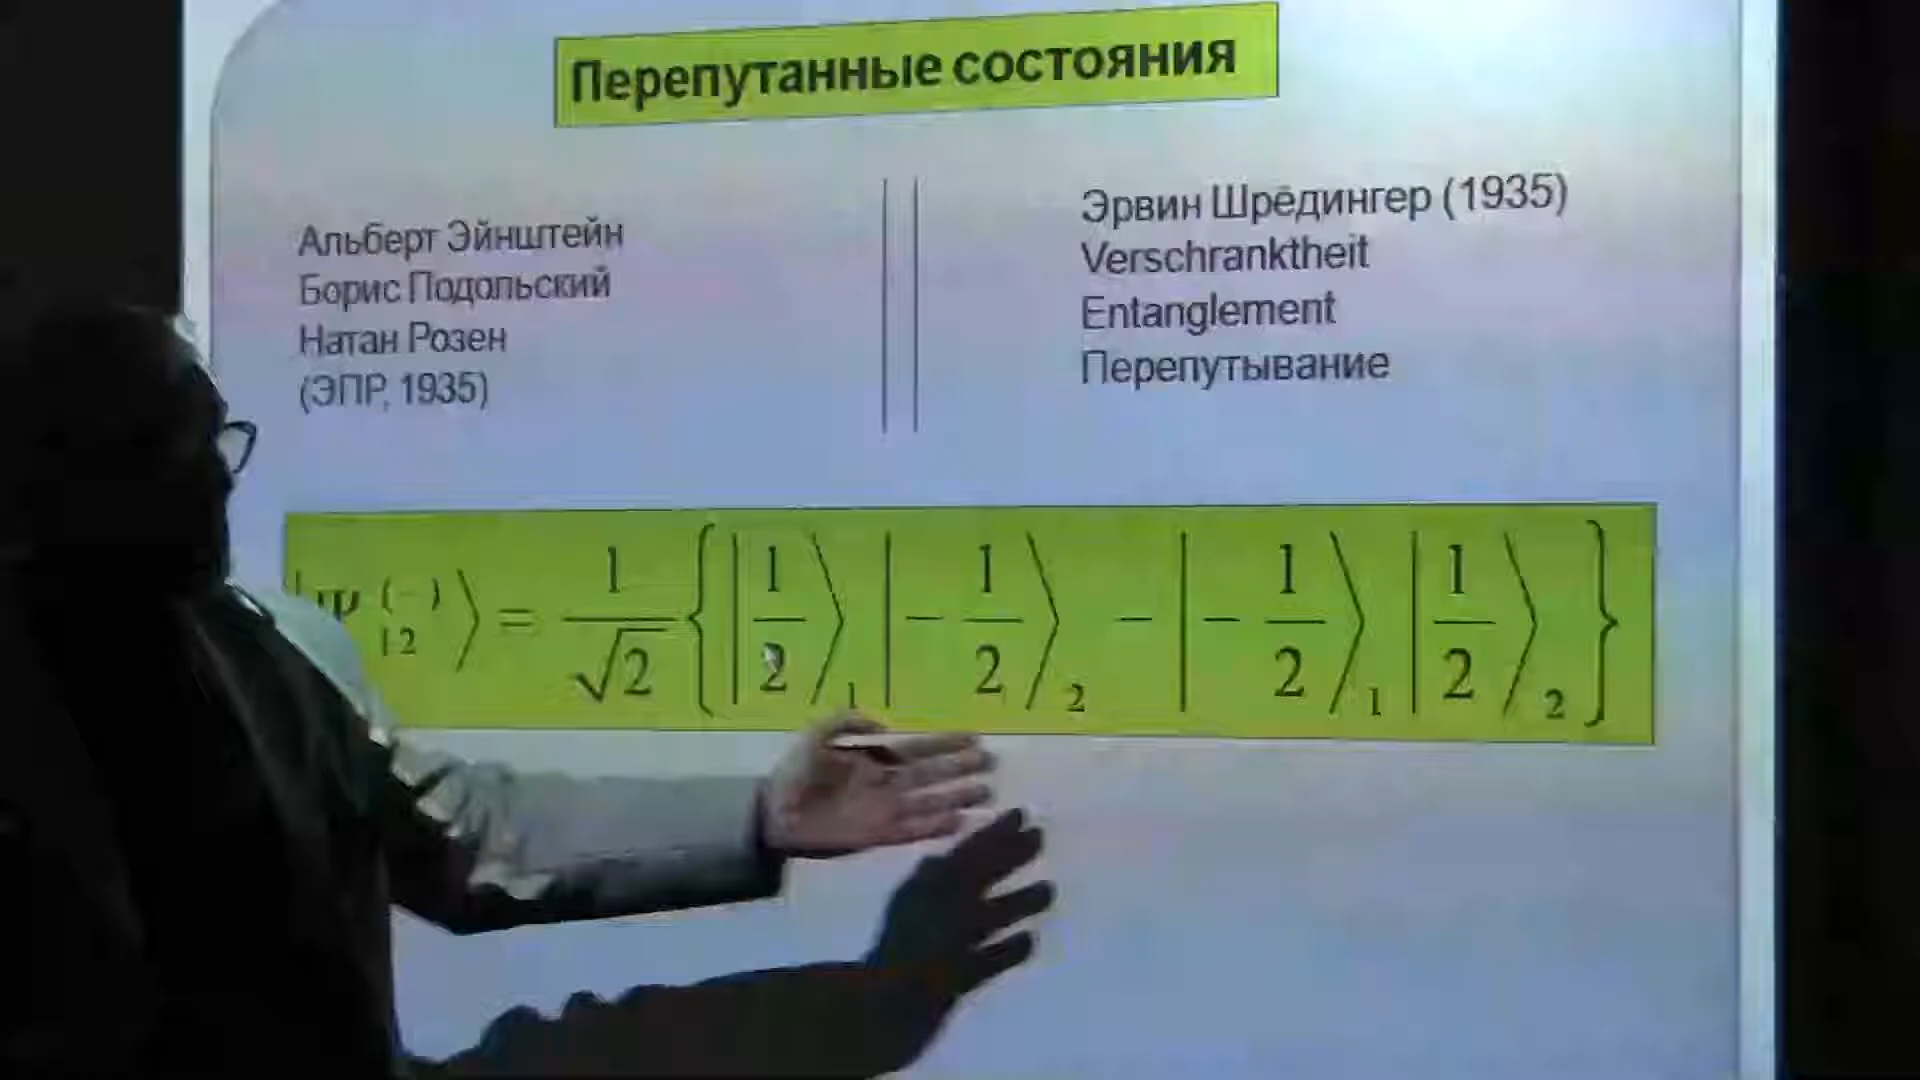 Перепутанные состояния
Альберт Эйнштейн
Борис Подольский
Натан Розен
(ЭПР, 1935)
Эрвин Шрёдингер (1935)
Verschranktheit
Entanglement
Перепутывание
|Ψ₁₂⁽⁻⁾⟩ = 1/√2 {|1/2⟩₁ |-1/2⟩₂ - |-1/2⟩₁ |1/2⟩₂}